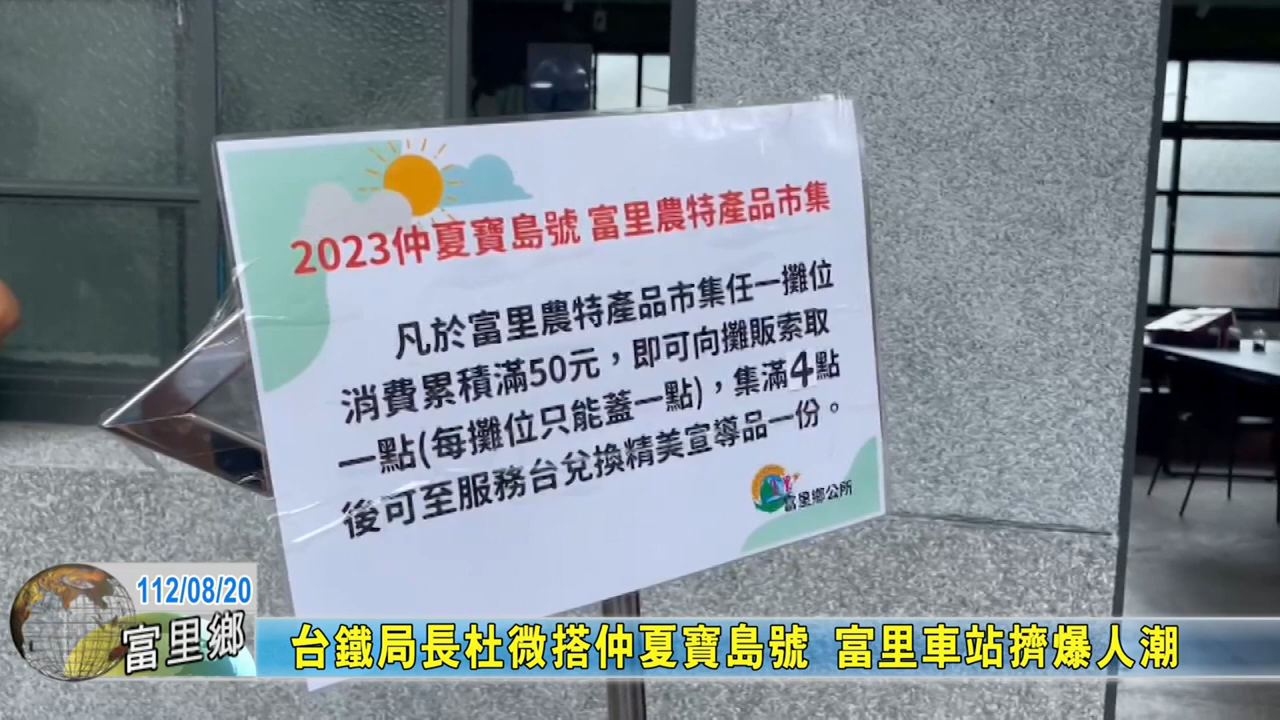 2023仲夏寶島號 富里農特產品市集
凡於富里農特產品市集任一攤位
消費累積滿50元，即可向攤販索取
一點(每攤位只能蓋一點)，集滿4點
後可至服務台兌換精美宣導品一份。
富里鄉公所
112/08/20
富里鄉
台鐵局長杜微搭仲夏寶島號 富里車站擠爆人潮